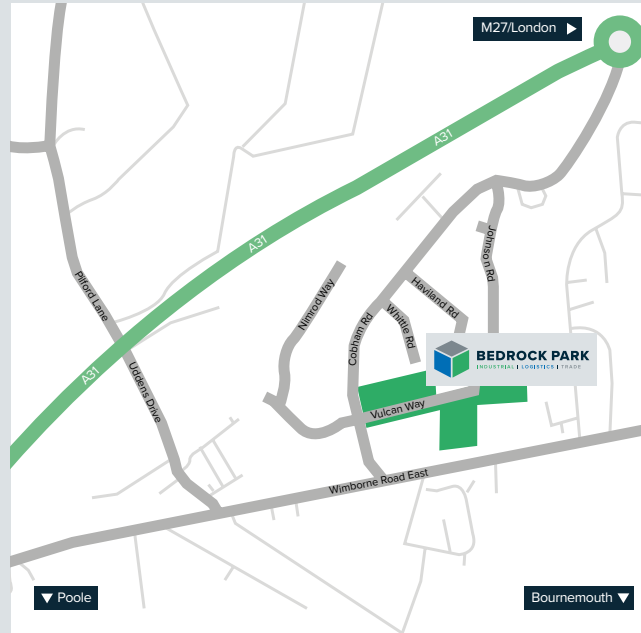 M27/London ▶
A31
A31
A31
Johnson Rd
Haviland Rd
Nimrod Way
Pilford Lane
Whittle Rd
Cobham Rd
BEDROCK PARK
INDUSTRIAL | LOGISTICS | TRADE
Uddens Drive
Vulcan Way
Wimborne Road East
▼ Poole
Bournemouth ▼